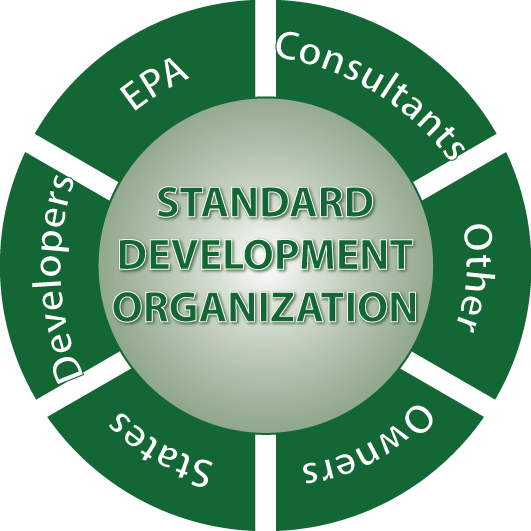 STANDARD
DEVELOPMENT
ORGANIZATION
EPA
Consultants
Other
Owners
States
Developers